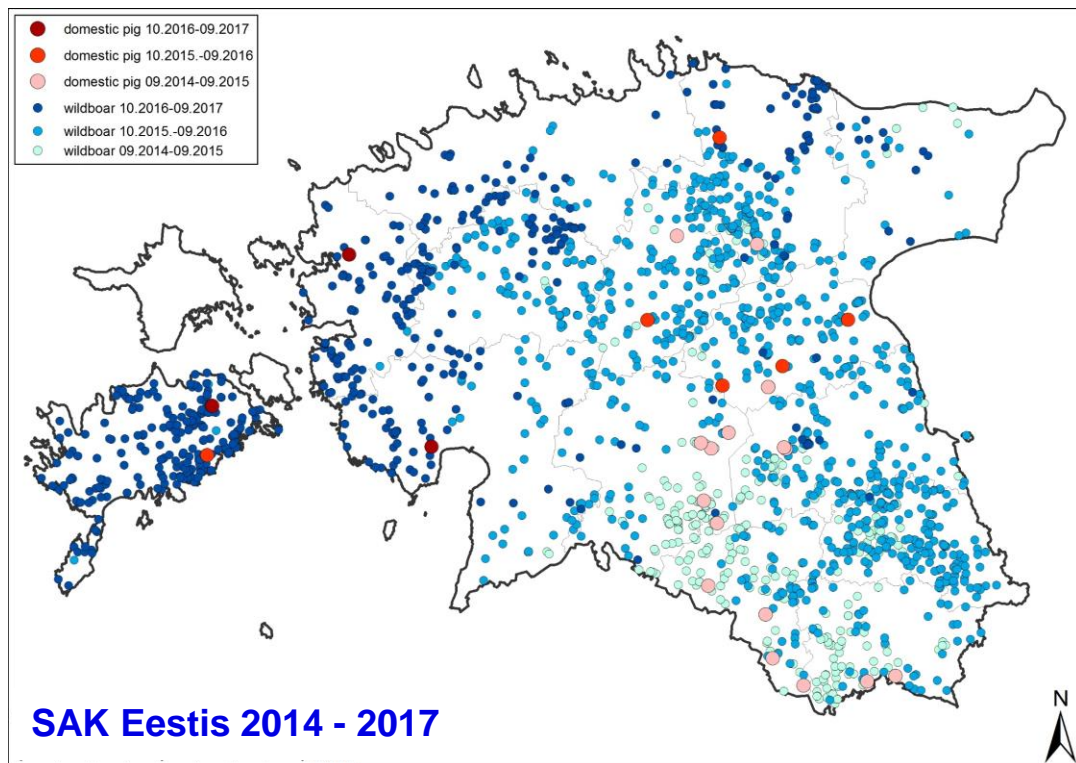 domestic pig 10.2016-09.2017
domestic pig 10.2015.-09.2016
domestic pig 09.2014-09.2015
wildboar 10.2016-09.2017
wildboar 10.2015.-09.2016
wildboar 09.2014-09.2015
SAK Eestis 2014 - 2017
N